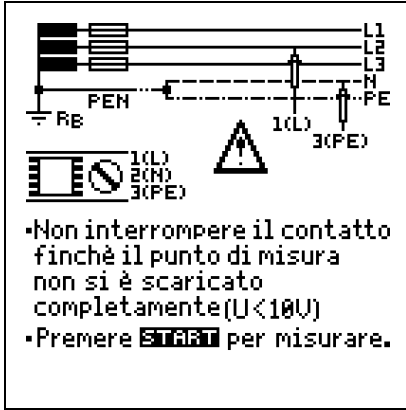 L1
L2
L3
N
PEN
PE
RB
1(L)
3(PE)
1(L)
2(N)
3(PE)
•Non interrompere il contatto
finchè il punto di misura
non si è scaricato
completamente(U<10V)
•Premere START per misurare.